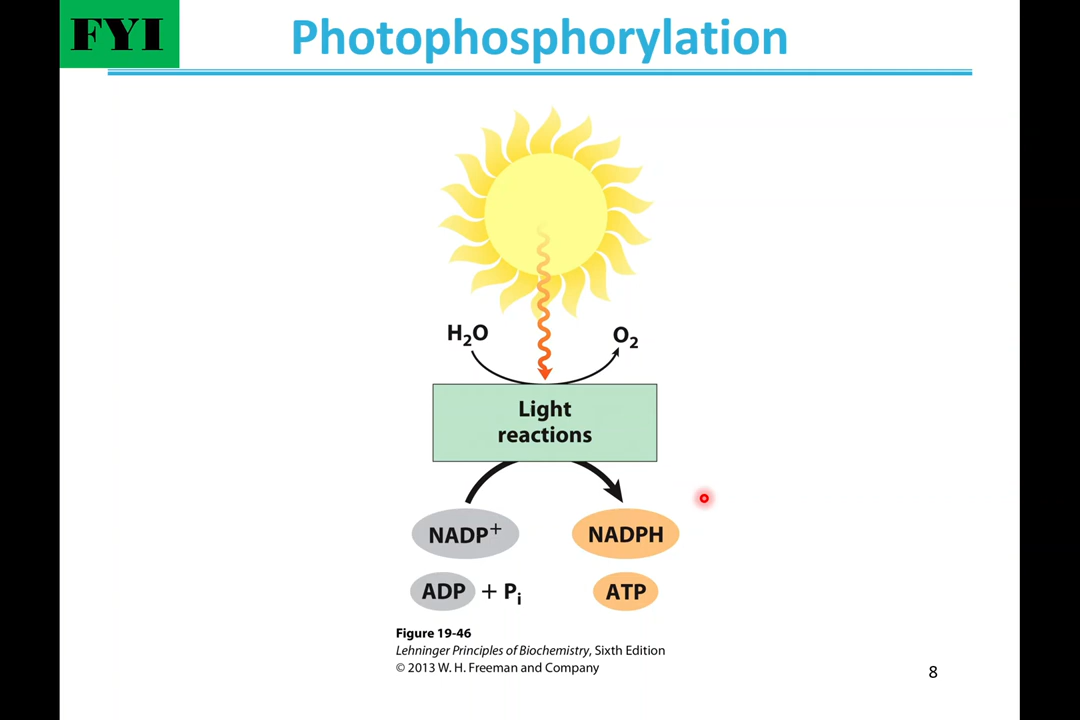 FYI
Photophosphorylation
H₂O
O₂
Light
reactions
NADP⁺
NADPH
ADP + Pᵢ
ATP
Figure 19-46
Lehninger Principles of Biochemistry, Sixth Edition
© 2013 W. H. Freeman and Company
8